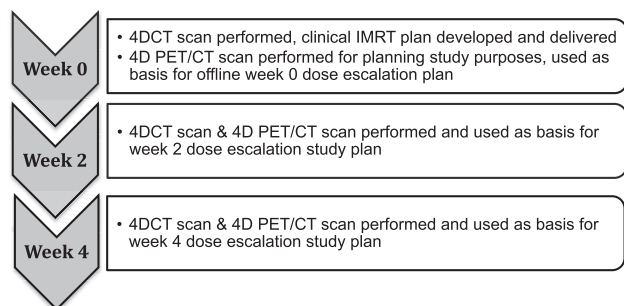 Week 0
• 4DCT scan performed, clinical IMRT plan developed and delivered
• 4D PET/CT scan performed for planning study purposes, used as
basis for offline week 0 dose escalation plan
Week 2
• 4DCT scan & 4D PET/CT scan performed and used as basis for
week 2 dose escalation study plan
Week 4
• 4DCT scan & 4D PET/CT scan performed and used as basis for
week 4 dose escalation study plan